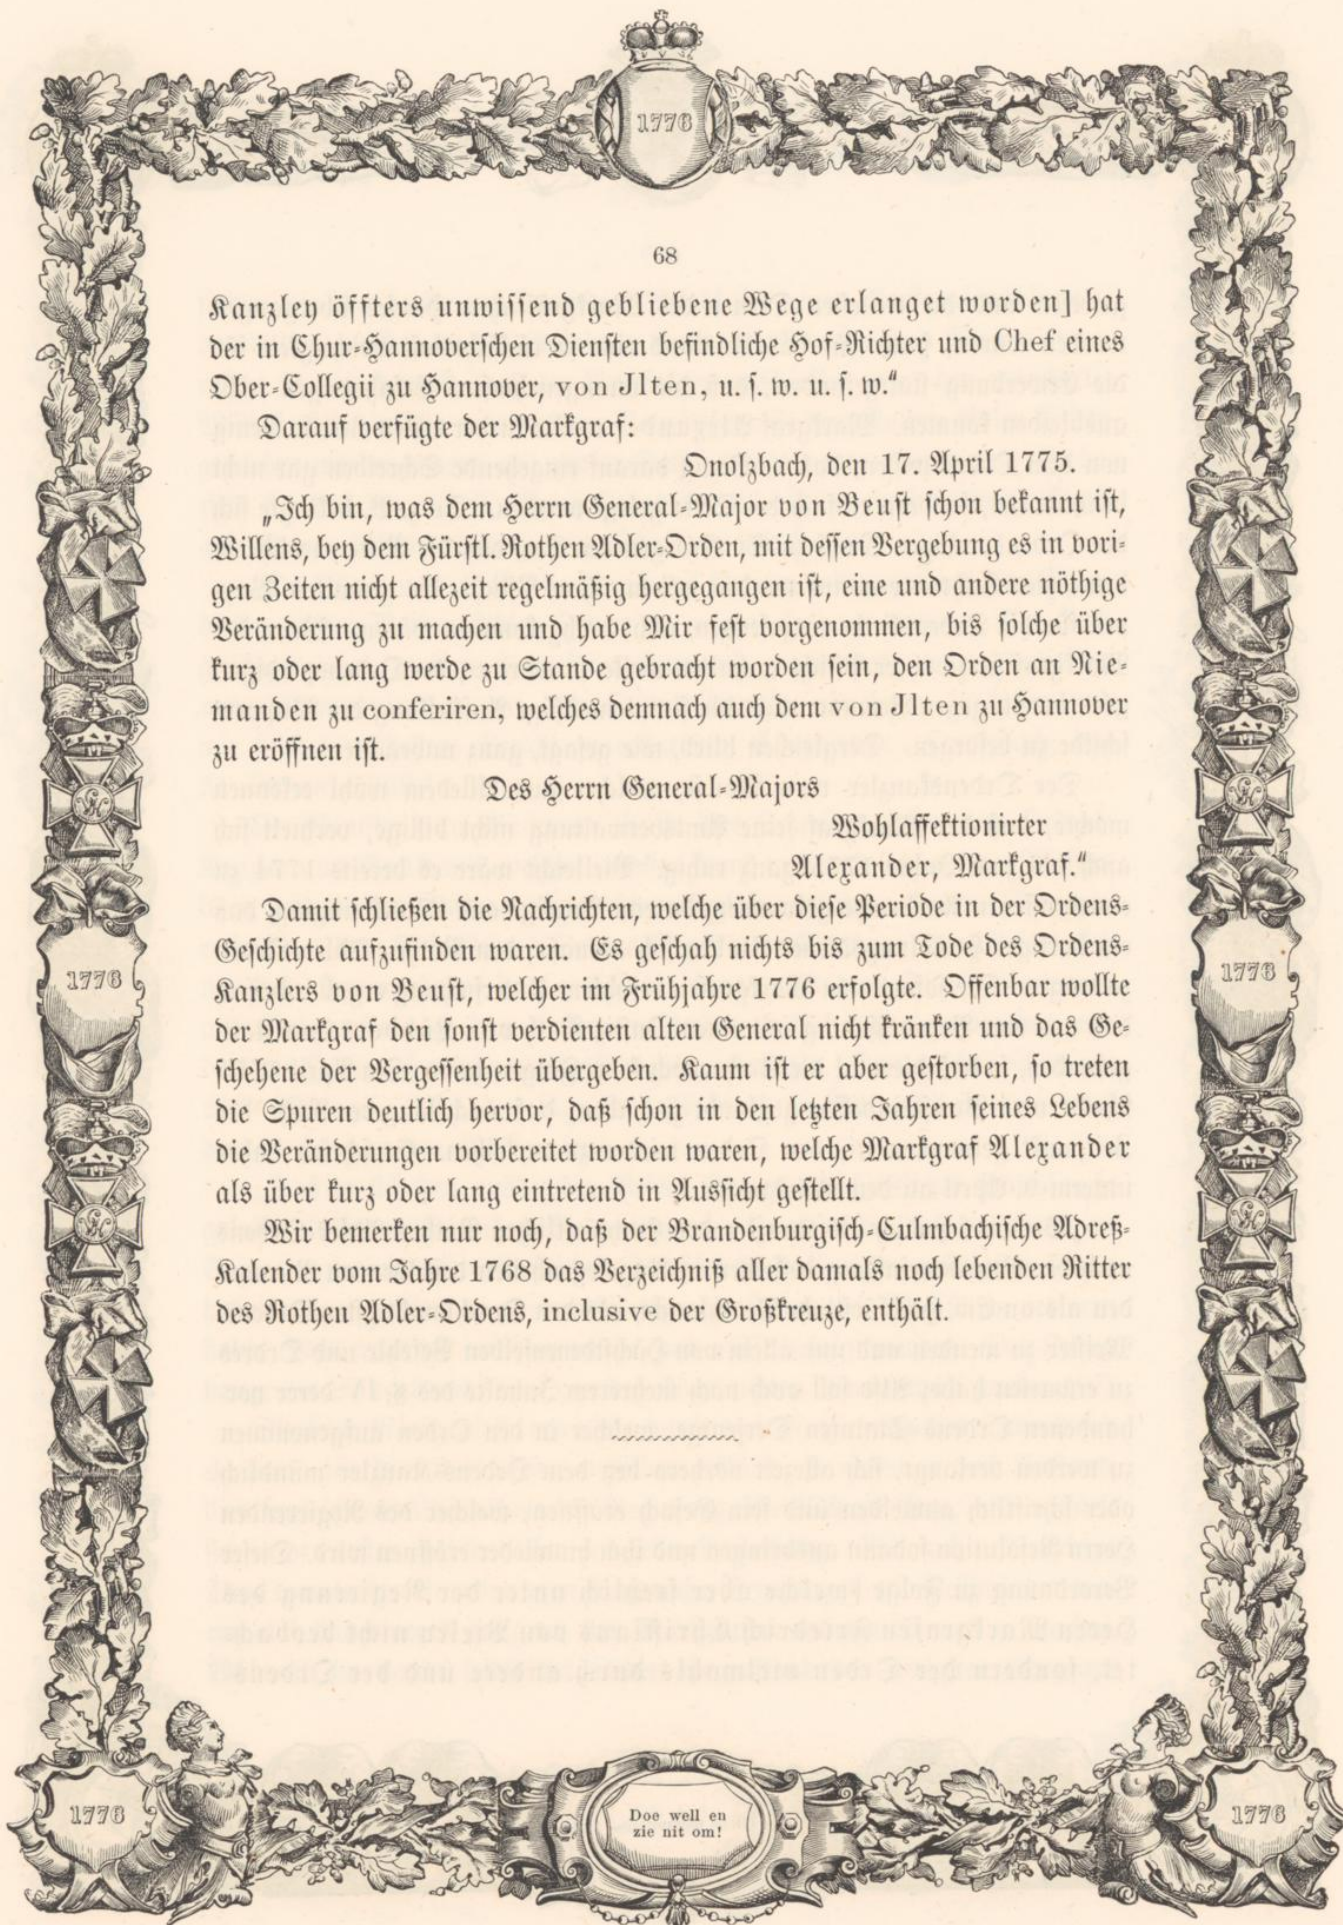 1776
68
Kanzley öffters unwissend gebliebene Wege erlanget worden] hat
der in Chur-Hannoverschen Diensten befindliche Hof-Richter und Chef eines
Ober-Collegii zu Hannover, von Jlten, u. s. w. u. s. w.“
Darauf verfügte der Markgraf:
Onolzbach, den 17. April 1775.
„Ich bin, was dem Herrn General-Major von Beust schon bekannt ist,
Willens, bey dem Fürstl. Rothen Adler-Orden, mit dessen Vergebung es in vori-
gen Zeiten nicht allezeit regelmäßig hergegangen ist, eine und andere nöthige
Veränderung zu machen und habe Mir fest vorgenommen, bis solche über
kurz oder lang werde zu Stande gebracht worden sein, den Orden an Nie-
manden zu conferiren, welches demnach auch dem von Jlten zu Hannover
zu eröffnen ist.
Des Herrn General-Majors
Wohlaffektionirter
Alexander, Markgraf.“
Damit schließen die Nachrichten, welche über diese Periode in der Ordens-
Geschichte aufzufinden waren. Es geschah nichts bis zum Tode des Ordens-
Kanzlers von Beust, welcher im Frühjahre 1776 erfolgte. Offenbar wollte
der Markgraf den sonst verdienten alten General nicht kränken und das Ge-
schehene der Vergessenheit übergeben. Kaum ist er aber gestorben, so treten
die Spuren deutlich hervor, daß schon in den letzten Jahren seines Lebens
die Veränderungen vorbereitet worden waren, welche Markgraf Alexander
als über kurz oder lang eintretend in Aussicht gestellt.
Wir bemerken nur noch, daß der Brandenburgisch-Culmbachische Adreß-
Kalender vom Jahre 1768 das Verzeichniß aller damals noch lebenden Ritter
des Rothen Adler-Ordens, inclusive der Großkreuze, enthält.
1776
1776
1776
Doe well en
zie nit om!
1776